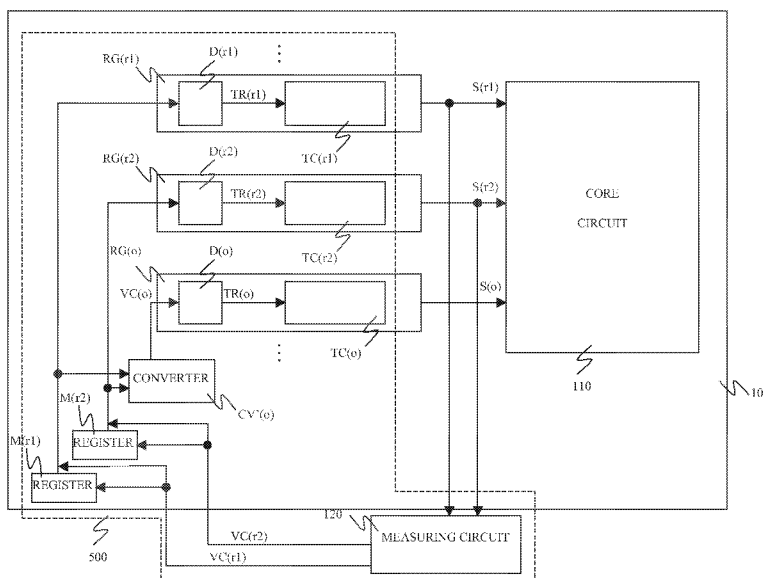 D(r1)
RG(r1)
TR(r1)
S(r1)
TC(r1)
D(r2)
RG(r2)
TR(r2)
S(r2)
CORE
CIRCUIT
TC(r2)
D(o)
RG(o)
VC(o)
TR(o)
S(o)
TC(o)
110
CONVERTER
10
M(r2)
CV'(o)
REGISTER
M(r1)
REGISTER
120
MEASURING CIRCUIT
VC(r2)
500
VC(r1)